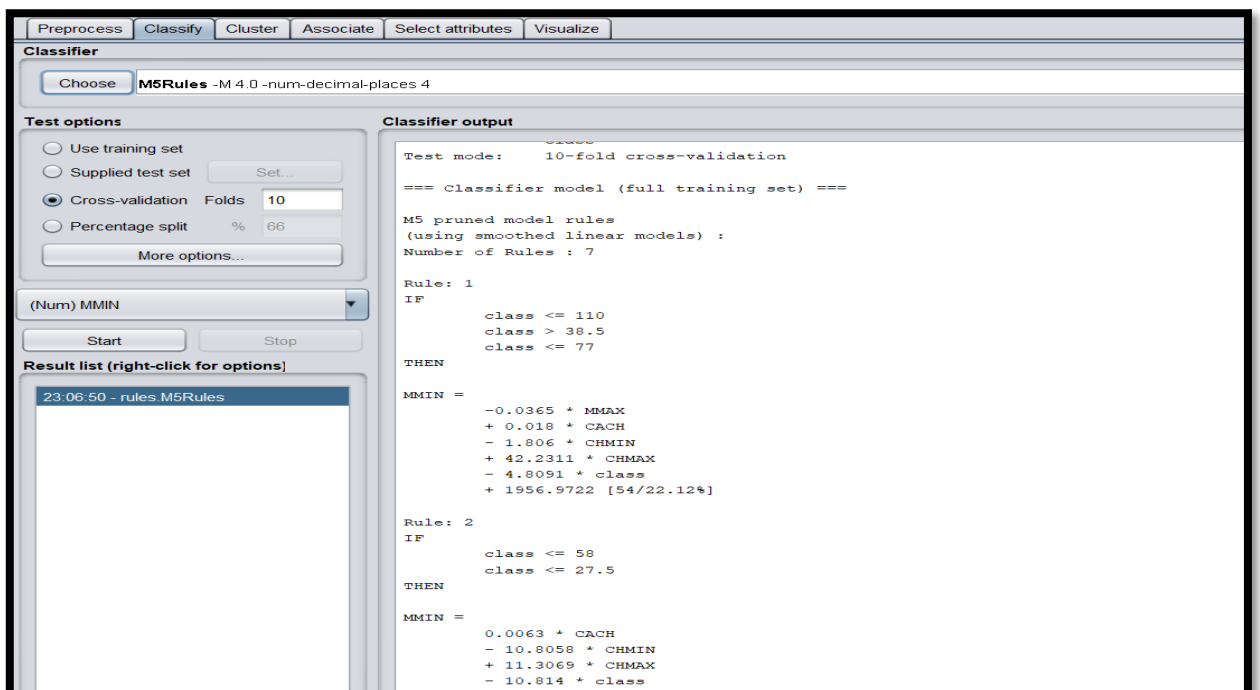 Preprocess Classify Cluster Associate Select attributes Visualize
Classifier
Choose M5Rules -M 4.0 -num-decimal-places 4
Test options
Use training set
Supplied test set Set...
Cross-validation Folds 10
Percentage split % 66
More options...
(Num) MMIN
Start Stop
Result list (right-click for options)
23:06:50 - rules.M5Rules
Classifier output
Test mode: 10-fold cross-validation
=== Classifier model (full training set) ===
M5 pruned model rules
(using smoothed linear models) :
Number of Rules : 7
Rule: 1
IF
class <= 110
class > 38.5
class <= 77
THEN
MMIN =
-0.0365 * MMAX
+ 0.018 * CACH
- 1.806 * CHMIN
+ 42.2311 * CHMAX
- 4.8091 * class
+ 1956.9722 [54/22.12%]
Rule: 2
IF
class <= 58
class <= 27.5
THEN
MMIN =
0.0063 * CACH
- 10.8058 * CHMIN
+ 11.3069 * CHMAX
- 10.814 * class